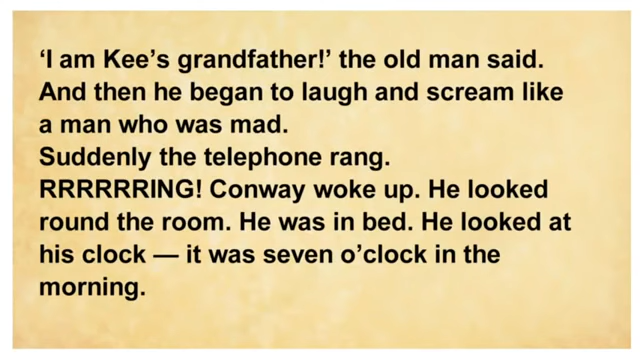 ‘I am Kee’s grandfather!’ the old man said.
And then he began to laugh and scream like
a man who was mad.
Suddenly the telephone rang.
RRRRRRING! Conway woke up. He looked
round the room. He was in bed. He looked at
his clock — it was seven o’clock in the
morning.